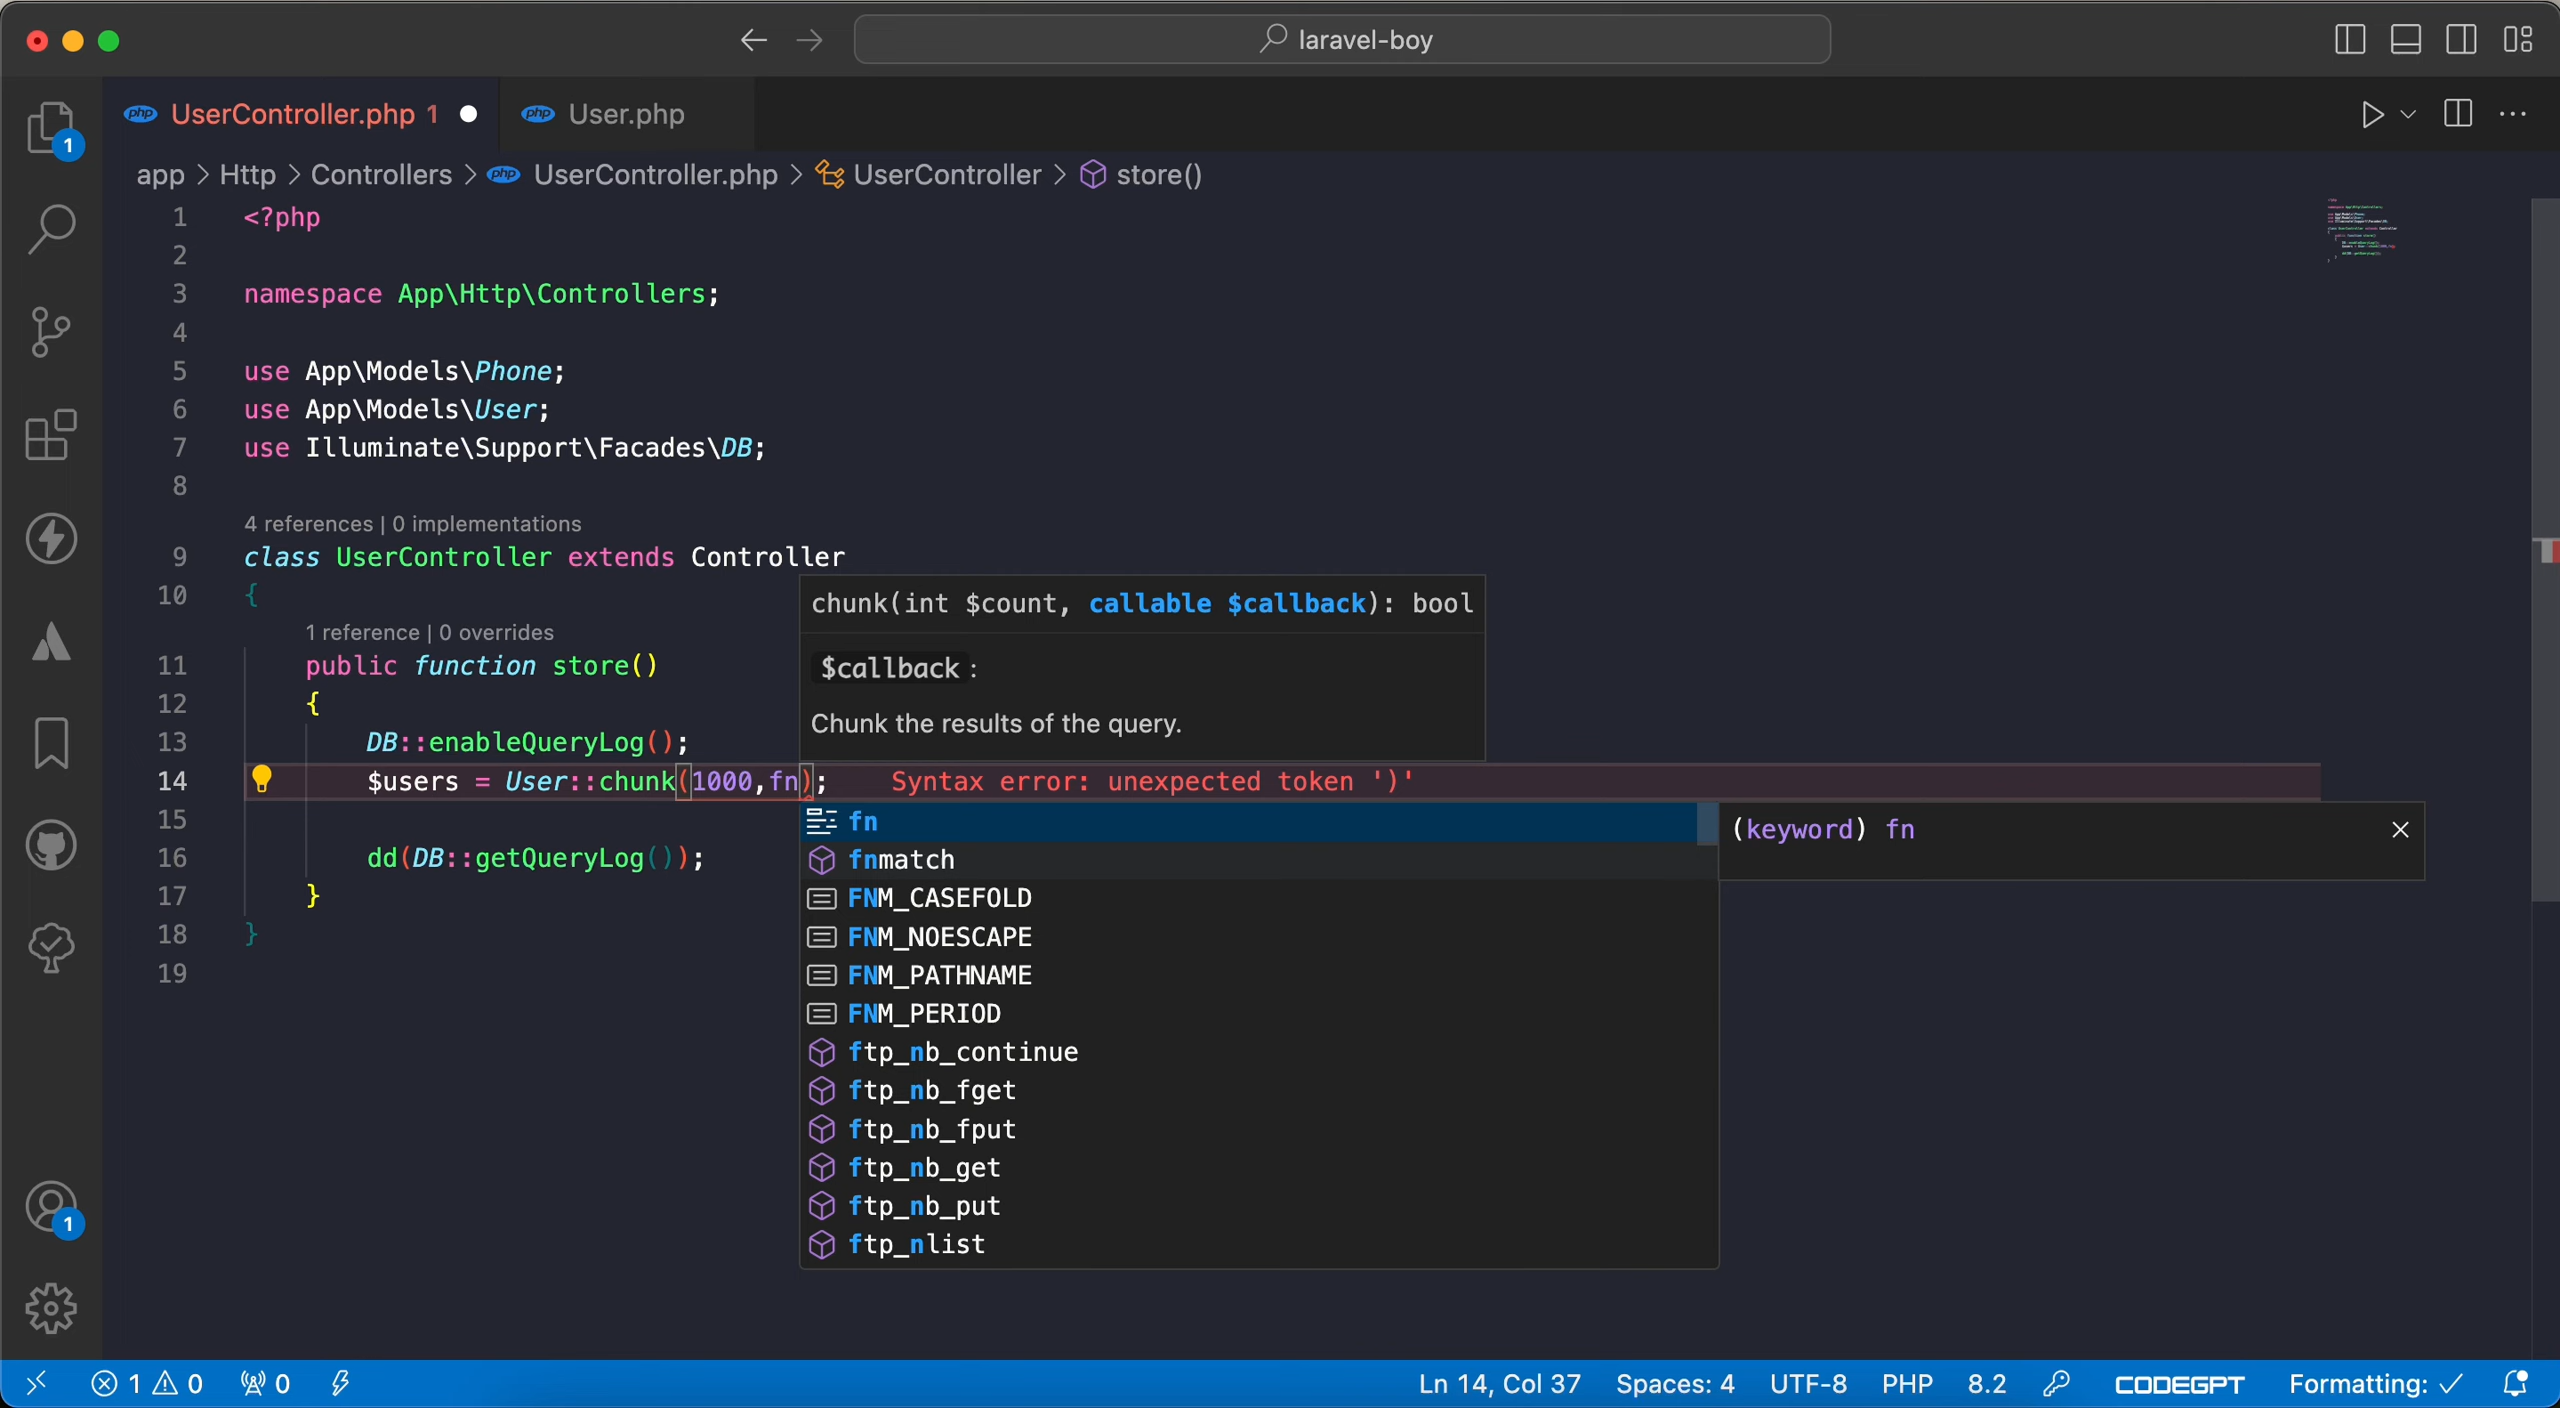 laravel-boy
php UserController.php 1
php User.php
app > Http > Controllers > php UserController.php > UserController > store()
1 <?php
2
3 namespace App\Http\Controllers;
4
5 use App\Models\Phone;
6 use App\Models\User;
7 use Illuminate\Support\Facades\DB;
8
4 references | 0 implementations
9 class UserController extends Controller
10 {
1 reference | 0 overrides
11 public function store()
12 {
13 DB::enableQueryLog();
14 $users = User::chunk(1000,fn); Syntax error: unexpected token ')'
15
16 dd(DB::getQueryLog());
17 }
18 }
19
chunk(int $count, callable $callback): bool
$callback:
Chunk the results of the query.
fn
fnmatch
FNM_CASEFOLD
FNM_NOESCAPE
FNM_PATHNAME
FNM_PERIOD
ftp_nb_continue
ftp_nb_fget
ftp_nb_fput
ftp_nb_get
ftp_nb_put
ftp_nlist
(keyword) fn
1
1
1 0 0 Ln 14, Col 37 Spaces: 4 UTF-8 PHP 8.2 CODEGPT Formatting: ✓